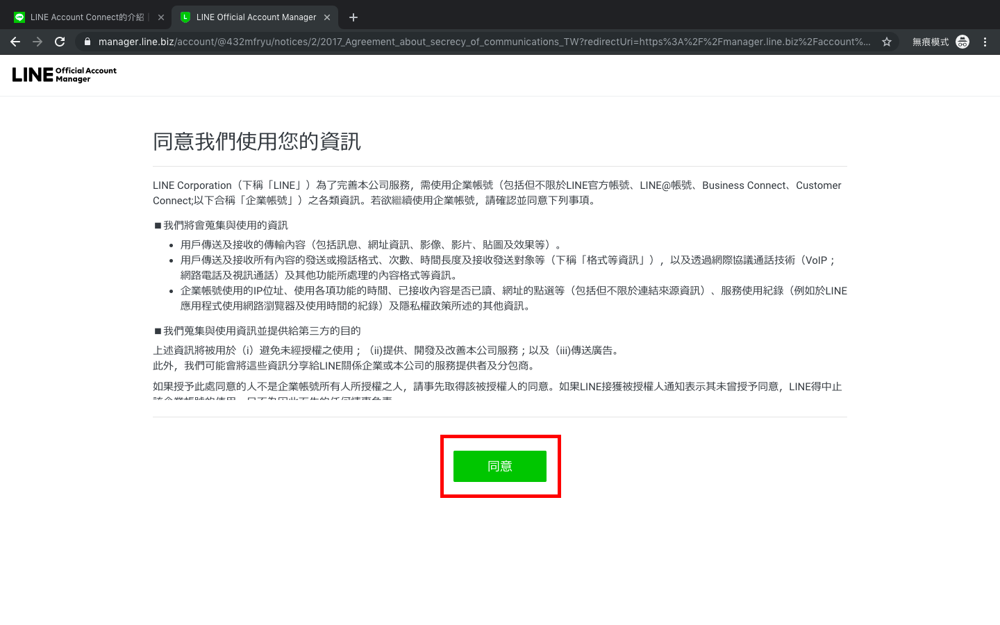 LINE Account Connect的介紹｜
LINE Official Account Manager
manager.line.biz/account/@432mfryu/notices/2/2017_Agreement_about_secrecy_of_communications_TW?redirectUri=https%3A%2F%2Fmanager.line.biz%2Faccount%...
無痕模式
LINE Official Account Manager
同意我們使用您的資訊
LINE Corporation（下稱「LINE」）為了完善本公司服務，需使用企業帳號（包括但不限於LINE官方帳號、LINE@帳號、Business Connect、Customer
Connect;以下合稱「企業帳號」）之各類資訊。若欲繼續使用企業帳號，請確認並同意下列事項。
■我們將會蒐集與使用的資訊
• 用戶傳送及接收的傳輸內容（包括訊息、網址資訊、影像、影片、貼圖及效果等）。
• 用戶傳送及接收所有內容的發送或撥話格式、次數、時間長度及接收發送對象等（下稱「格式等資訊」），以及透過網際協議通話技術（VoIP；
網路電話及視訊通話）及其他功能所處理的內容格式等資訊。
• 企業帳號使用的IP位址、使用各項功能的時間、已接收內容是否已讀、網址的點選等（包括但不限於連結來源資訊）、服務使用紀錄（例如於LINE
應用程式使用網路瀏覽器及使用時間的紀錄）及隱私權政策所述的其他資訊。
■我們蒐集與使用資訊並提供給第三方的目的
上述資訊將被用於（i）避免未經授權之使用；（ii)提供、開發及改善本公司服務；以及（iii)傳送廣告。
此外，我們可能會將這些資訊分享給LINE關係企業或本公司的服務提供者及分包商。
如果授予此處同意的人不是企業帳號所有人所授權之人，請事先取得該被授權人的同意。如果LINE接獲被授權人通知表示其未曾授予同意，LINE得中止
該企業帳號的使用，且不為因此而生的任何情事負責。
同意